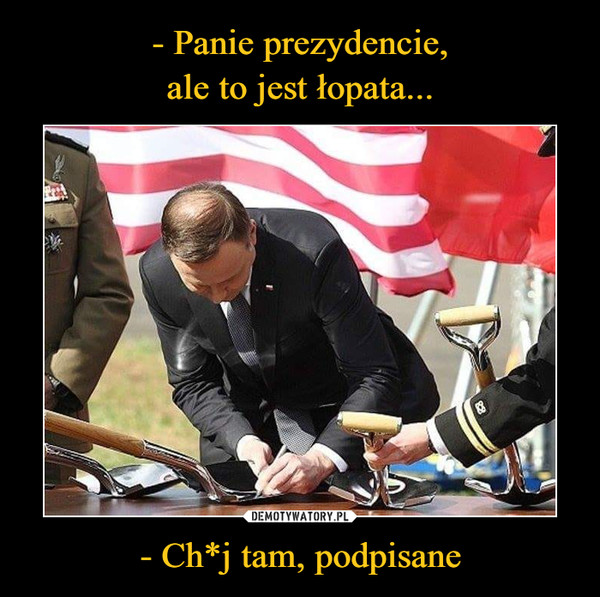 - Panie prezydencie,
ale to jest łopata...
DEMOTYWATORY.PL
- Ch*j tam, podpisane